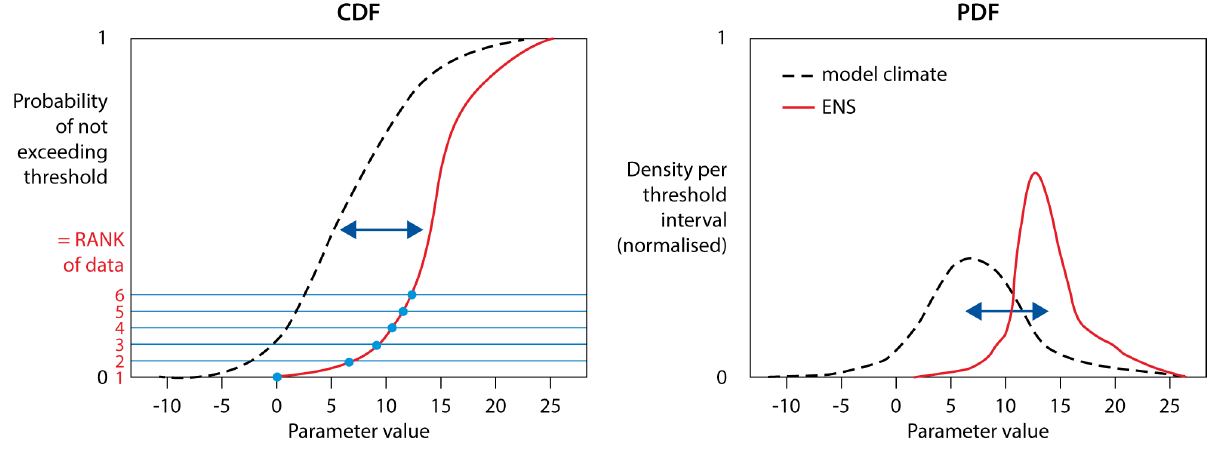 CDF
1
Probability
of not
exceeding
threshold
= RANK
of data
6
5
4
3
2
0 1
-10 -5 0 5 10 15 20 25
Parameter value
PDF
1
model climate
ENS
Density per
threshold
interval
(normalised)
0
-10 -5 0 5 10 15 20 25
Parameter value